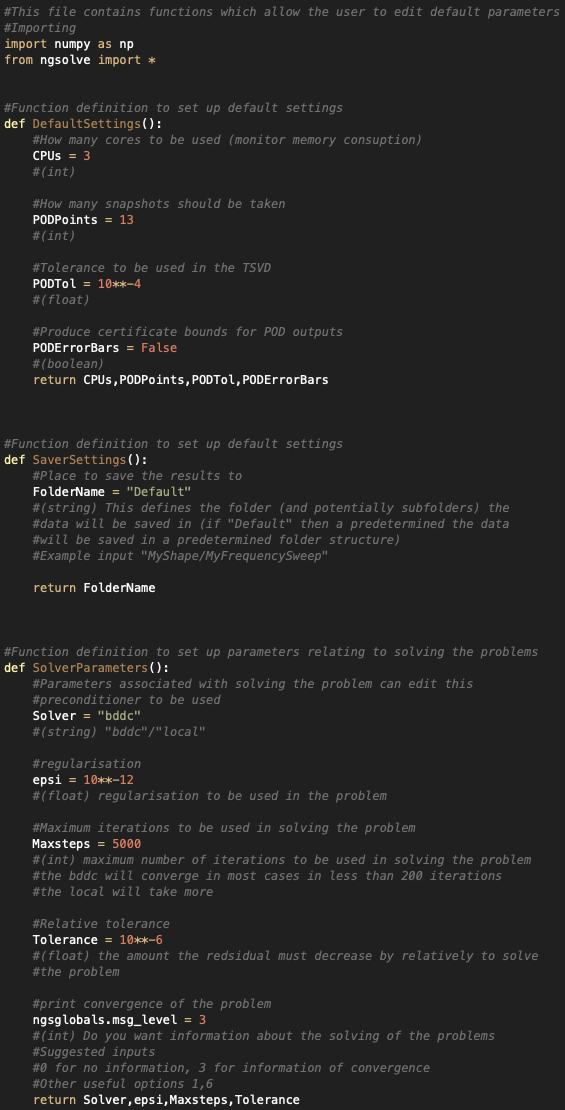 #This file contains functions which allow the user to edit default parameters
#Importing
import numpy as np
from ngsolve import *
#Function definition to set up default settings
def DefaultSettings():
#How many cores to be used (monitor memory consuption)
CPUs = 3
#(int)
#How many snapshots should be taken
PODPoints = 13
#(int)
#Tolerance to be used in the TSVD
PODTol = 10**-4
#(float)
#Produce certificate bounds for POD outputs
PODErrorBars = False
#(boolean)
return CPUs,PODPoints,PODTol,PODErrorBars
#Function definition to set up default settings
def SaverSettings():
#Place to save the results to
FolderName = "Default"
#(string) This defines the folder (and potentially subfolders) the
#data will be saved in (if "Default" then a predetermined the data
#will be saved in a predetermined folder structure)
#Example input "MyShape/MyFrequencySweep"
return FolderName
#Function definition to set up parameters relating to solving the problems
def SolverParameters():
#Parameters associated with solving the problem can edit this
#preconditioner to be used
Solver = "bddc"
#(string) "bddc"/"local"
#regularisation
epsi = 10**-12
#(float) regularisation to be used in the problem
#Maximum iterations to be used in solving the problem
Maxsteps = 5000
#(int) maximum number of iterations to be used in solving the problem
#the bddc will converge in most cases in less than 200 iterations
#the local will take more
#Relative tolerance
Tolerance = 10**-6
#(float) the amount the redsidual must decrease by relatively to solve
#the problem
#print convergence of the problem
ngsglobals.msg_level = 3
#(int) Do you want information about the solving of the problems
#Suggested inputs
#0 for no information, 3 for information of convergence
#Other useful options 1,6
return Solver,epsi,Maxsteps,Tolerance